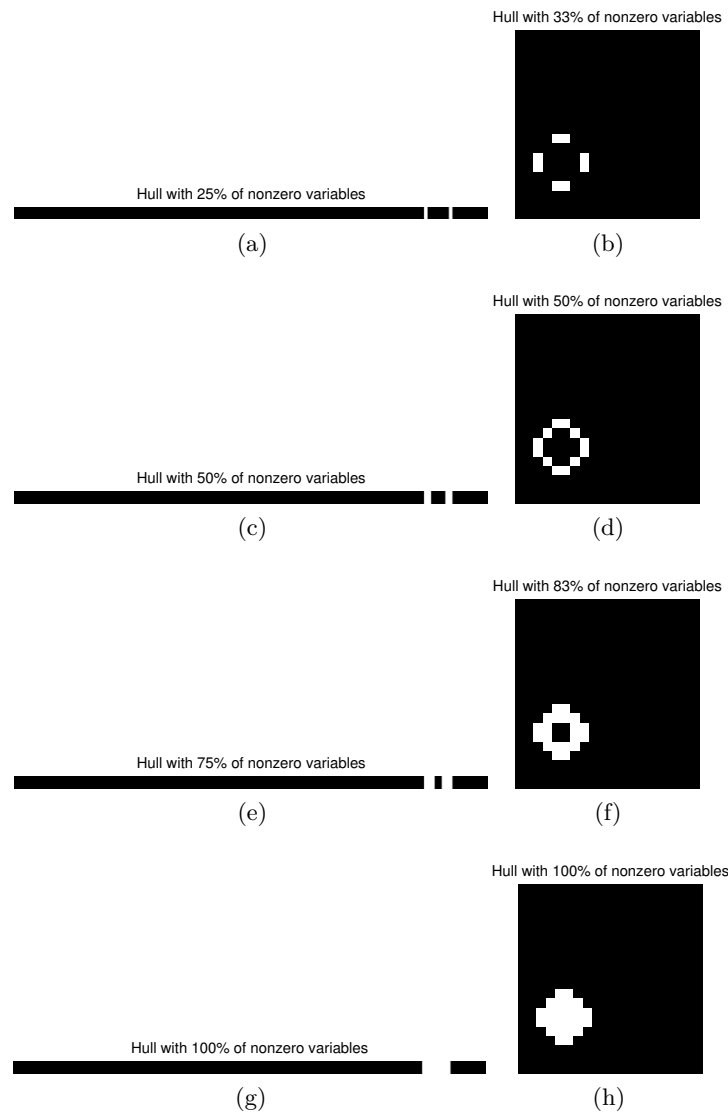 Hull with 33% of nonzero variables
Hull with 25% of nonzero variables
(a)
(b)
Hull with 50% of nonzero variables
Hull with 50% of nonzero variables
(c)
(d)
Hull with 83% of nonzero variables
Hull with 75% of nonzero variables
(e)
(f)
Hull with 100% of nonzero variables
Hull with 100% of nonzero variables
(g)
(h)